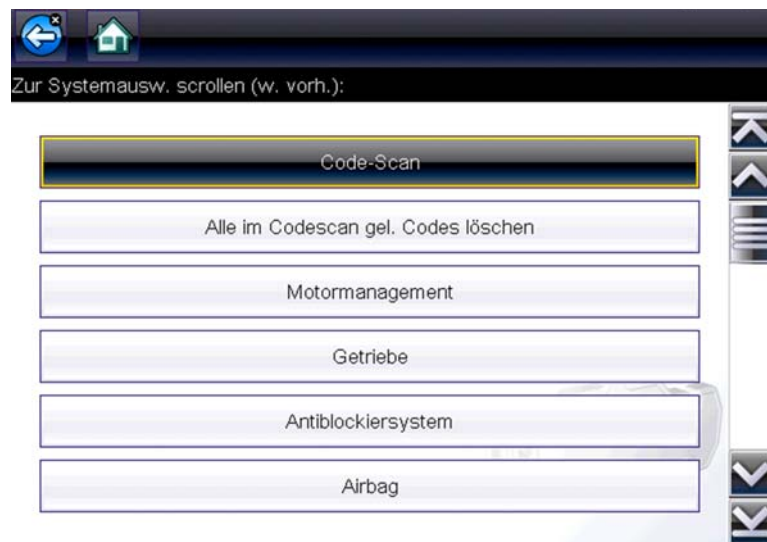 Zur Systemausw. scrollen (w. vorh.):
Code-Scan
Alle im Codescan gel. Codes löschen
Motormanagement
Getriebe
Antiblockiersystem
Airbag